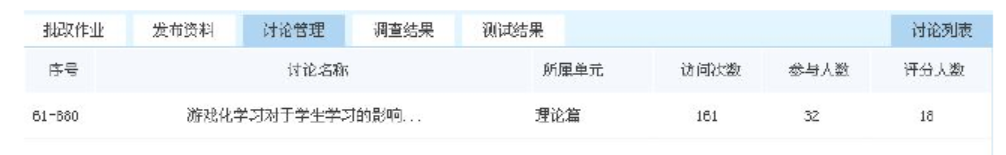 批改作业 发布资料 讨论管理 调查结果 测试结果 讨论列表
序号 讨论名称 所属单元 访问次数 参与人数 评分人数
61-880 游戏化学习对于学生学习的影响... 理论篇 161 32 18